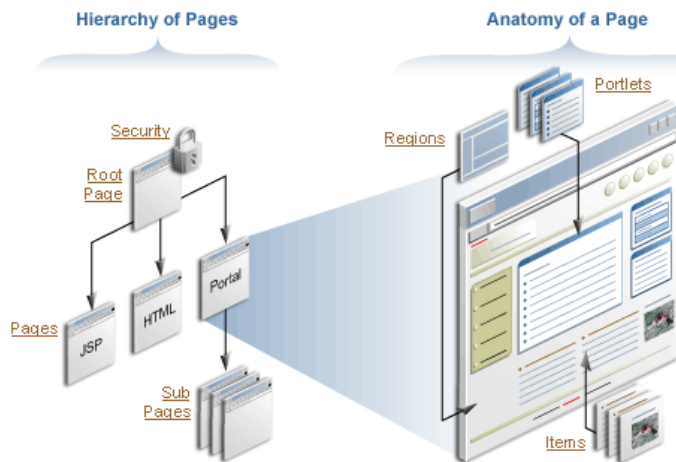 Hierarchy of Pages
Anatomy of a Page
Security
Root
Page
Pages
JSP
HTML
Portal
Sub
Pages
Portlets
Regions
Items